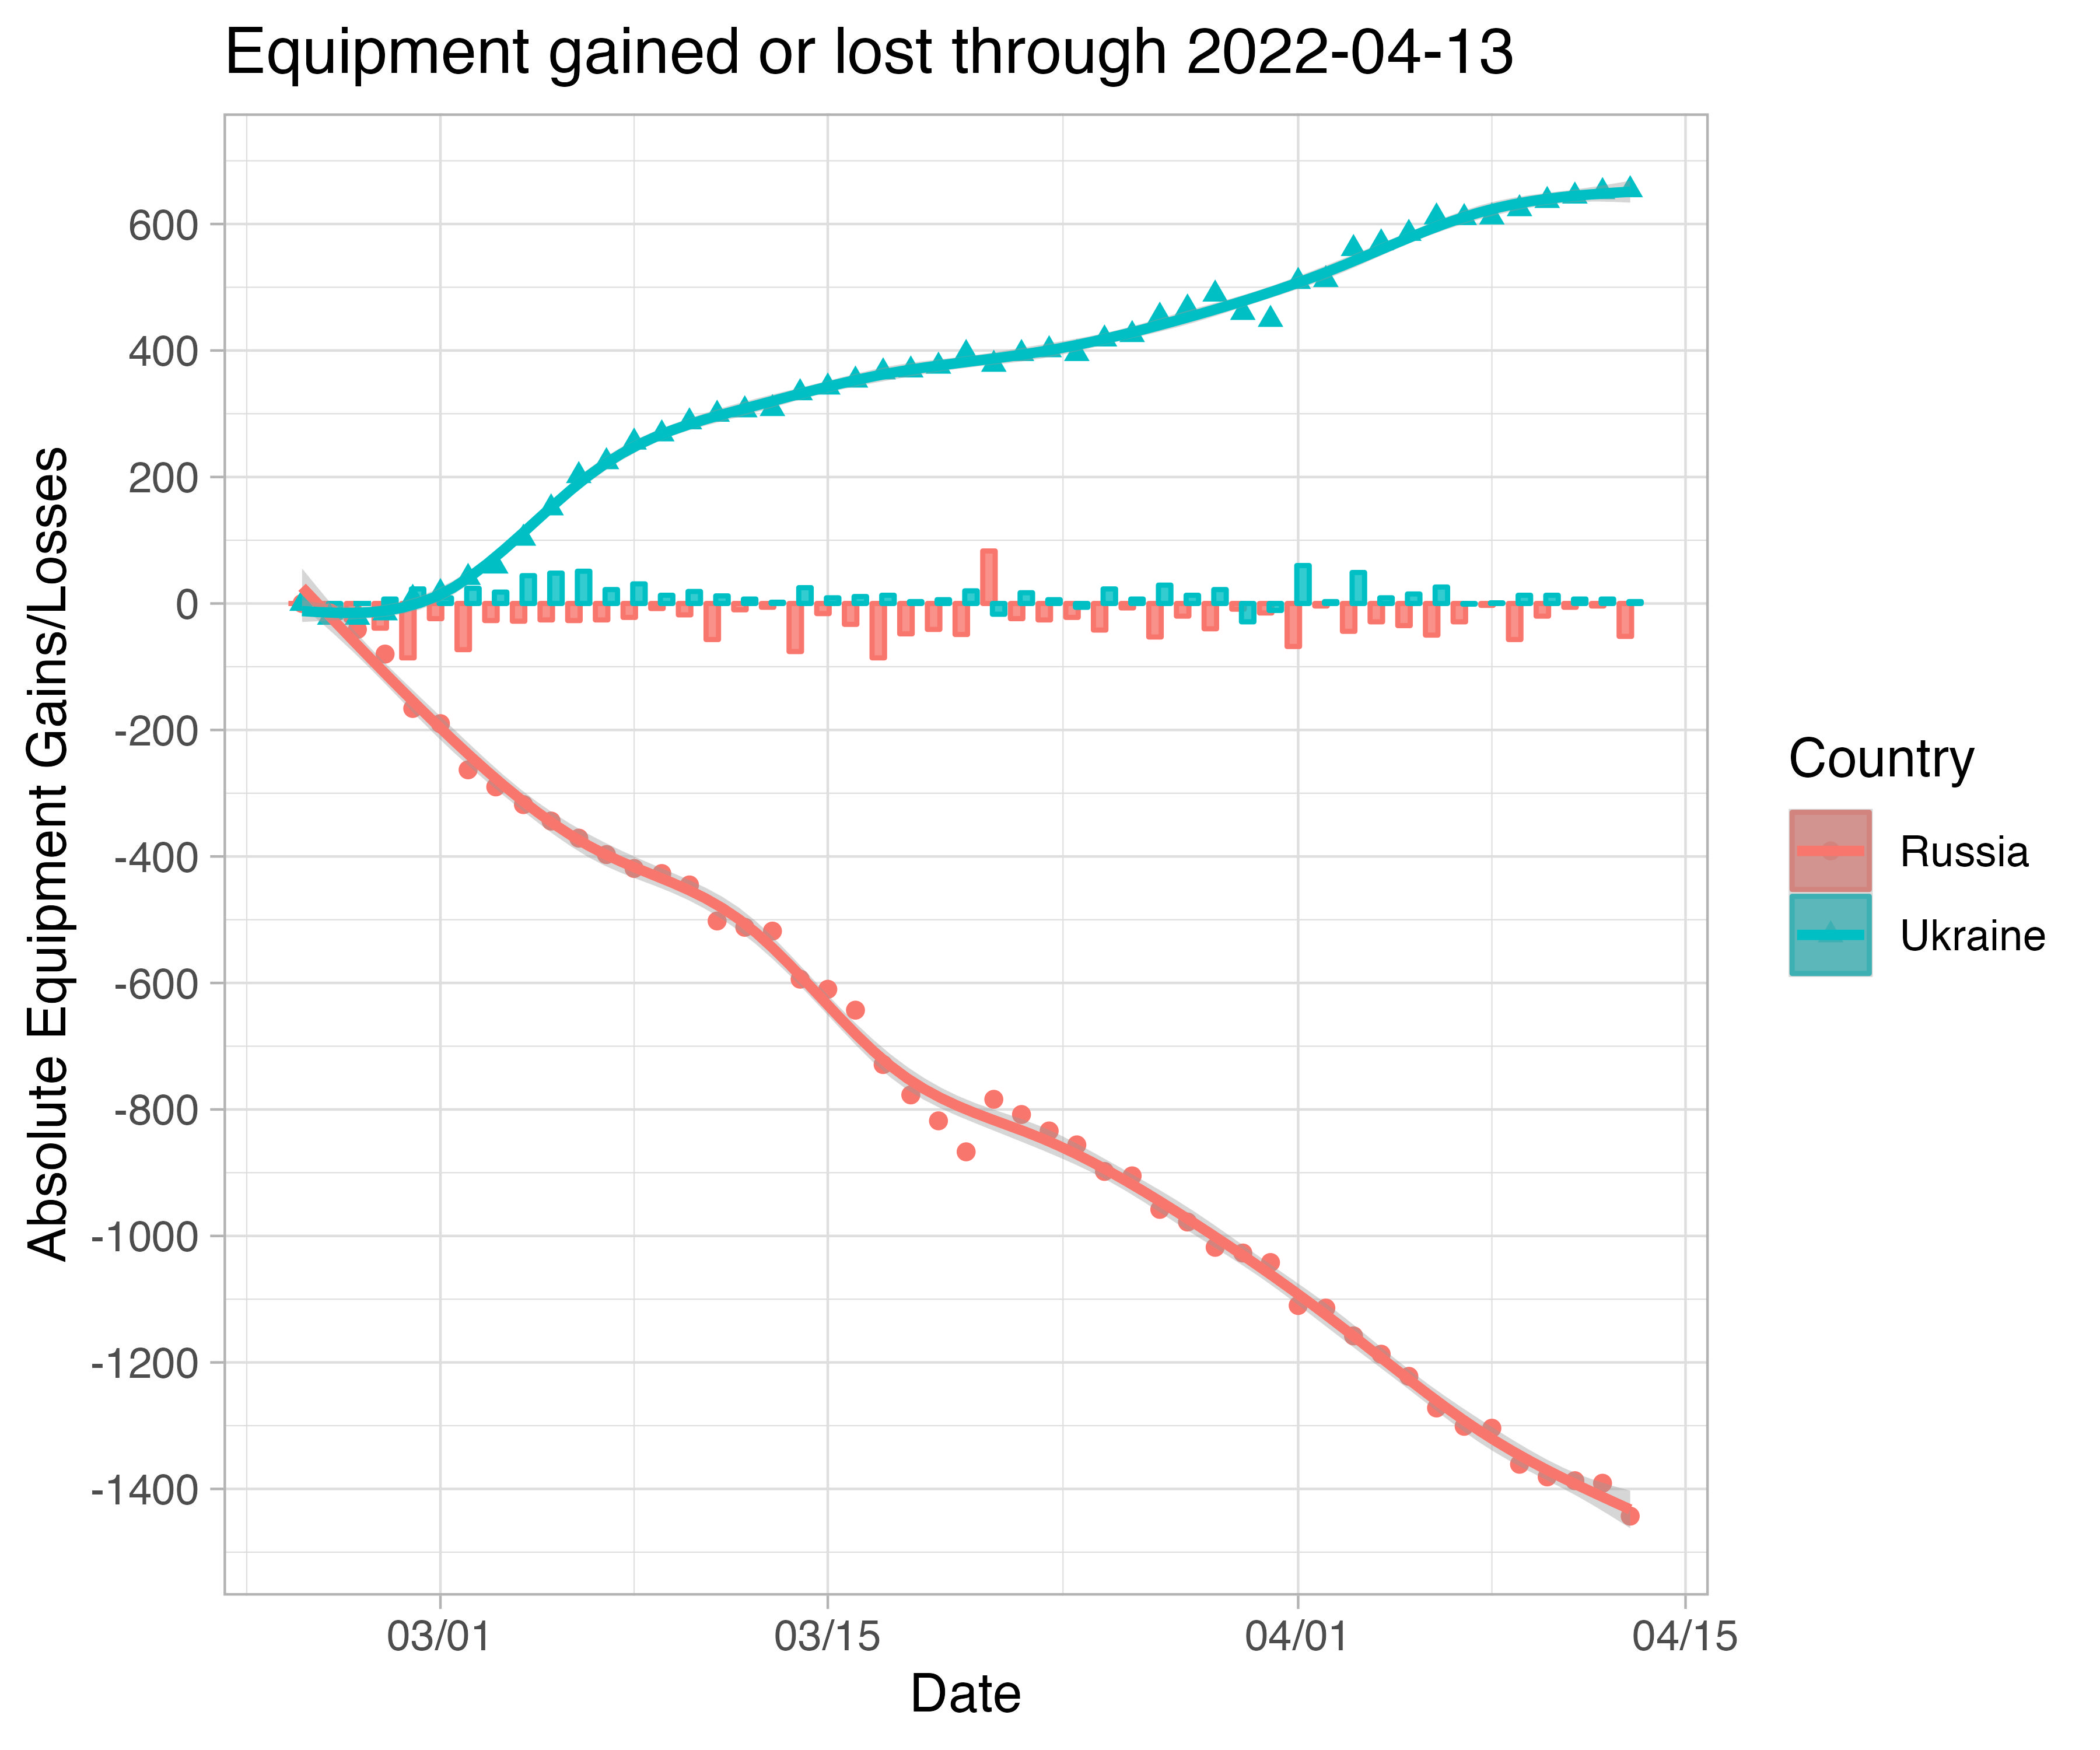 Equipment gained or lost through 2022-04-13
Absolute Equipment Gains/Losses
600
400
200
0
-200
-400
-600
-800
-1000
-1200
-1400
03/01
03/15
04/01
04/15
Date
Country
Russia
Ukraine